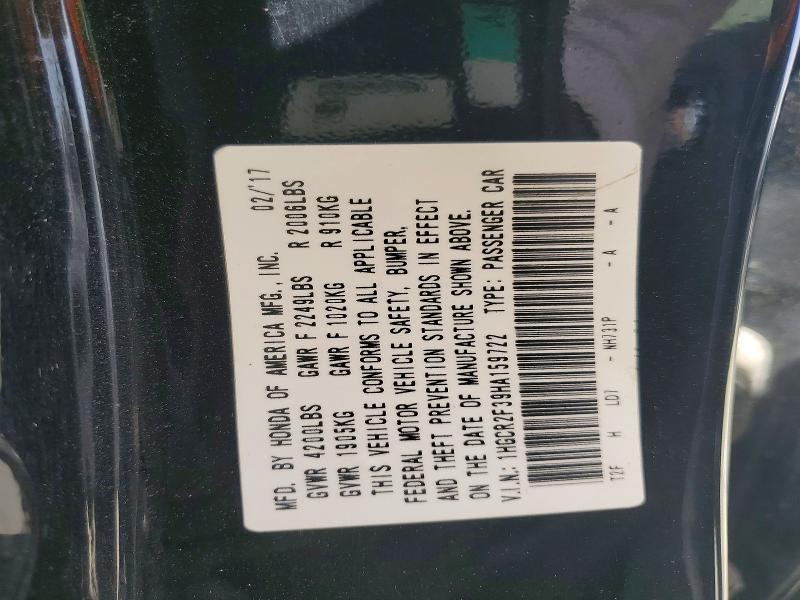 MFD. BY HONDA OF AMERICA MFG., INC. 02/'17
GVWR 4200LBS GAWR F 2249LBS R 2006LBS
GVWR 1905KG GAWR F 1020KG R 910KG
THIS VEHICLE CONFORMS TO ALL APPLICABLE
FEDERAL MOTOR VEHICLE SAFETY, BUMPER,
AND THEFT PREVENTION STANDARDS IN EFFECT
ON THE DATE OF MANUFACTURE SHOWN ABOVE.
V.I.N.: 1HGCR2F39HA159722 TYPE: PASSENGER CAR
T2F H LD7 - NH731P - A - A